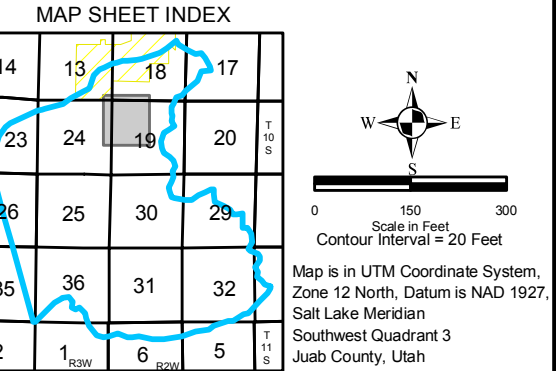 MAP SHEET INDEX
14 13 18 17
23 24 19 20 T 10 S
26 25 30 29
35 36 31 32
2 1 R3W 6 R2W 5 T 11 S
N
W E
S
0 150 300
Scale in Feet
Contour Interval = 20 Feet
Map is in UTM Coordinate System,
Zone 12 North, Datum is NAD 1927,
Salt Lake Meridian
Southwest Quadrant 3
Juab County, Utah